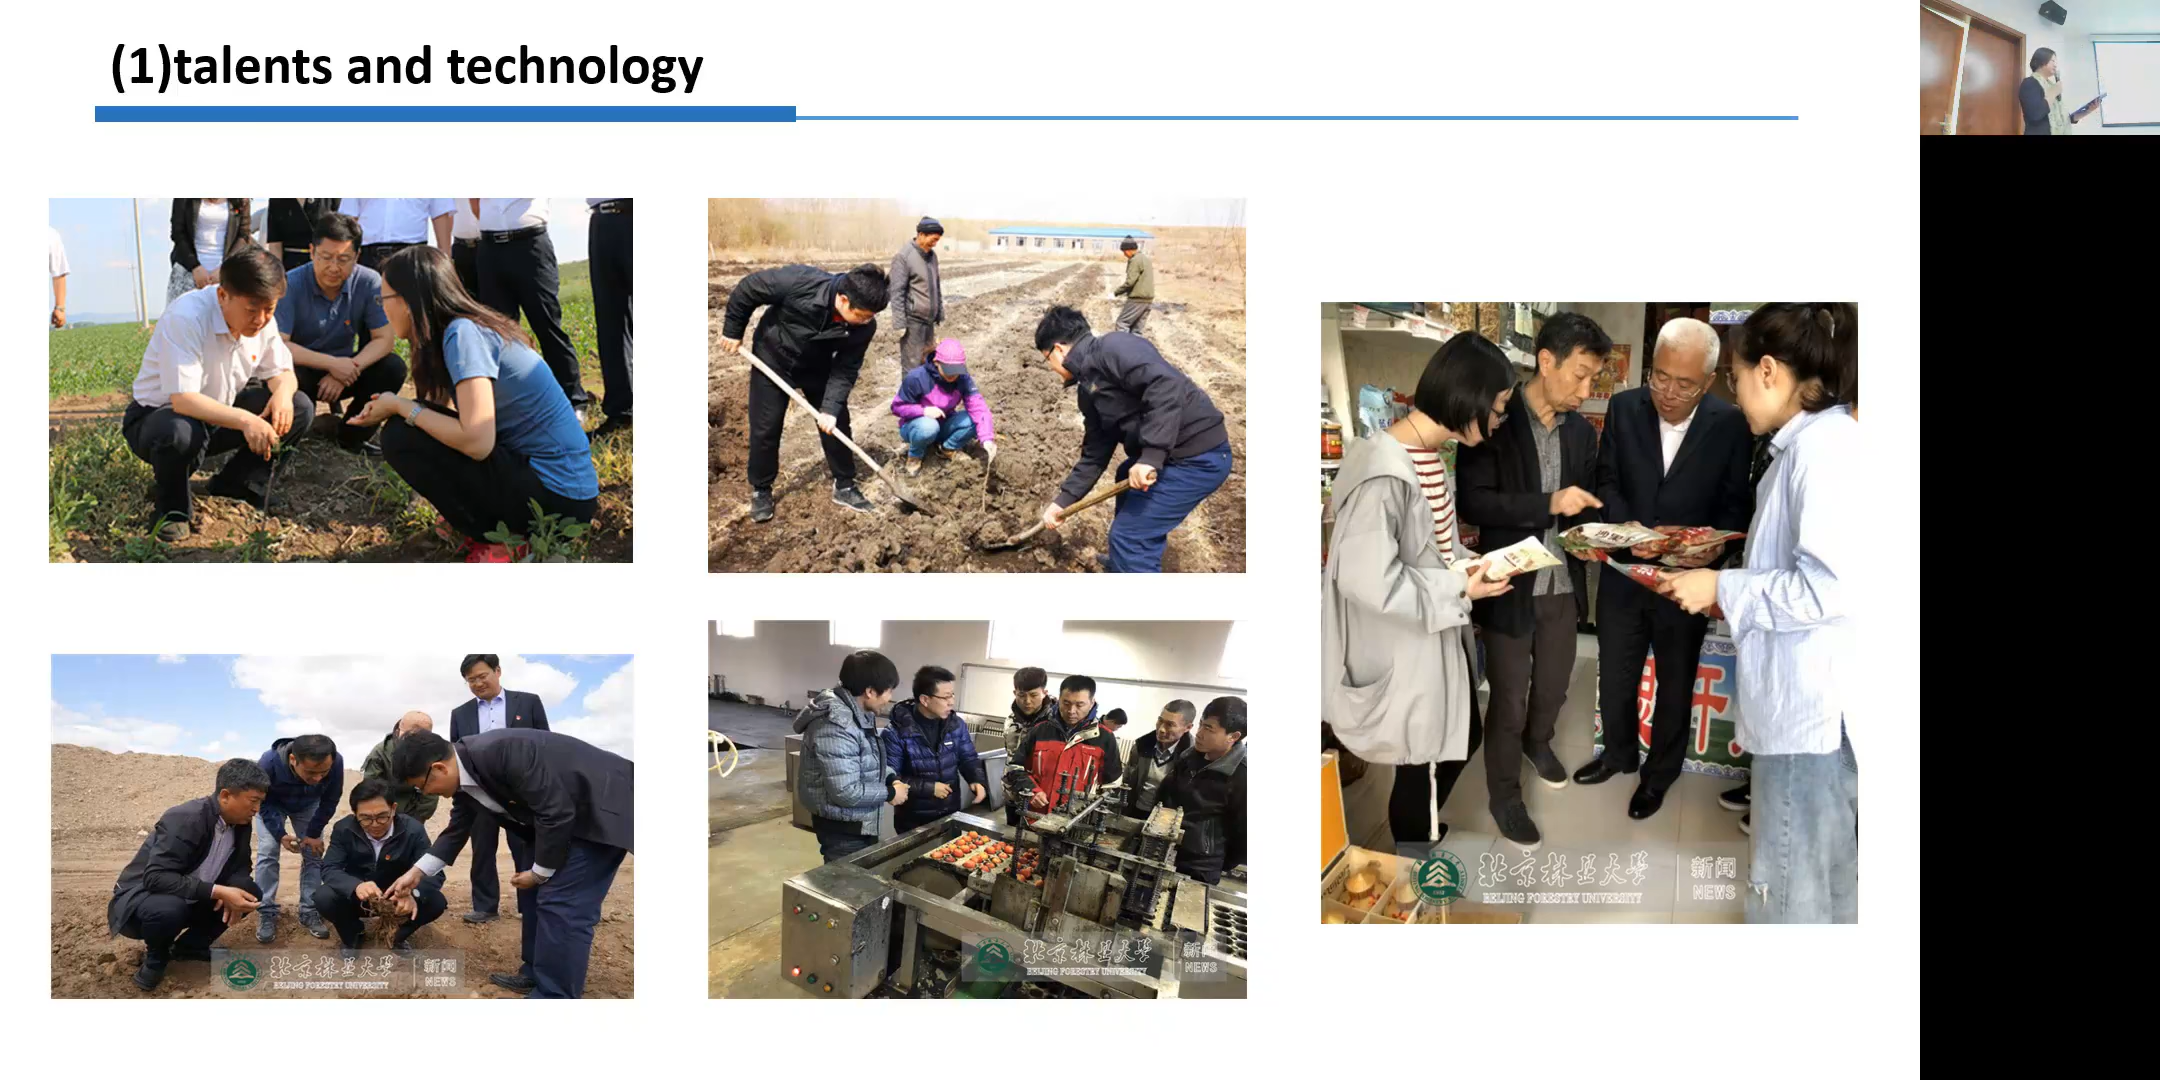 (1)talents and technology
北京林业大学
BEIJING FORESTRY UNIVERSITY
新闻
NEWS
北京林业大学
BEIJING FORESTRY UNIVERSITY
新闻
NEWS
北京林业大学
BEIJING FORESTRY UNIVERSITY
新闻
NEWS